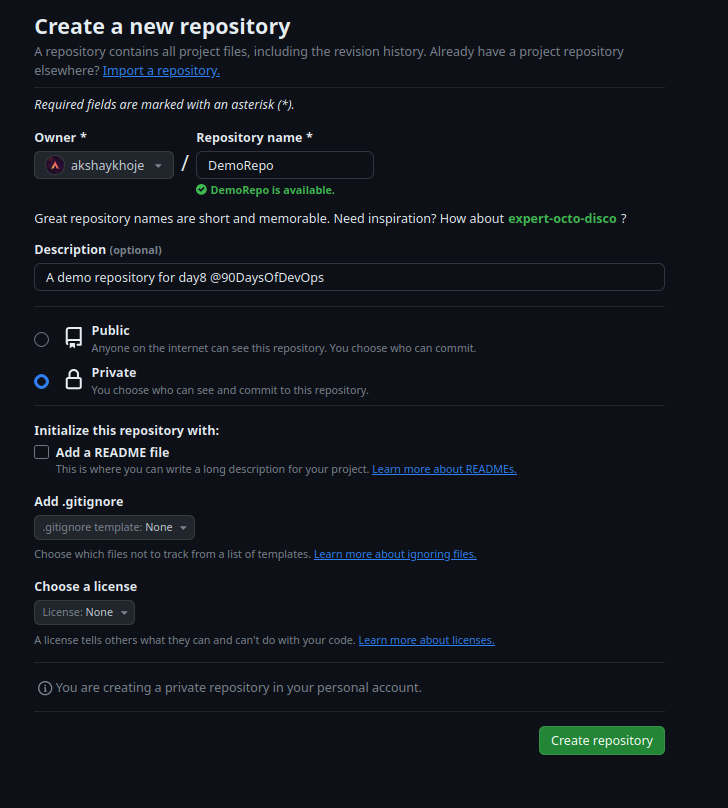 Create a new repository
A repository contains all project files, including the revision history. Already have a project repository
elsewhere? Import a repository.
Required fields are marked with an asterisk (*).
Owner * Repository name *
akshaykhoje / DemoRepo
DemoRepo is available.
Great repository names are short and memorable. Need inspiration? How about expert-octo-disco ?
Description (optional)
A demo repository for day8 @90DaysOfDevOps
Public
Anyone on the internet can see this repository. You choose who can commit.
Private
You choose who can see and commit to this repository.
Initialize this repository with:
Add a README file
This is where you can write a long description for your project. Learn more about READMEs.
Add .gitignore
.gitignore template: None
Choose which files not to track from a list of templates. Learn more about ignoring files.
Choose a license
License: None
A license tells others what they can and can't do with your code. Learn more about licenses.
You are creating a private repository in your personal account.
Create repository